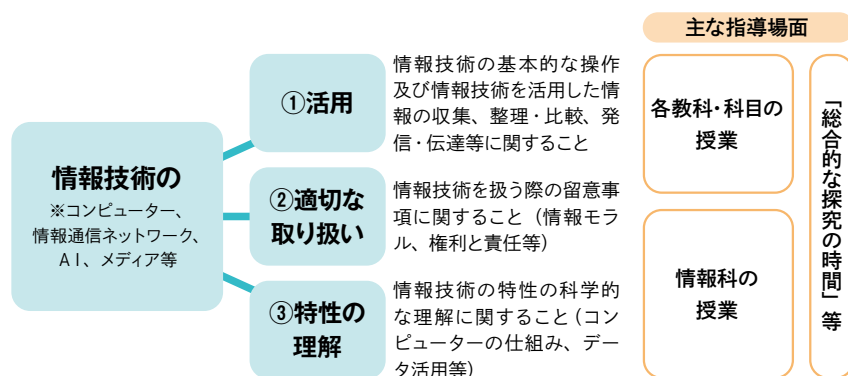 情報技術の
※コンピューター、
情報通信ネットワーク、
AI、メディア等
①活用
情報技術の基本的な操作
及び情報技術を活用した情
報の収集、整理・比較、発
信・伝達等に関すること
②適切な
取り扱い
情報技術を扱う際の留意事
項に関すること（情報モラ
ル、権利と責任等）
③特性の
理解
情報技術の特性の科学的
な理解に関すること（コン
ピューターの仕組み、デー
タ活用等）
主な指導場面
各教科・科目の
授業
情報科の
授業
「総合的な探究の時間」等